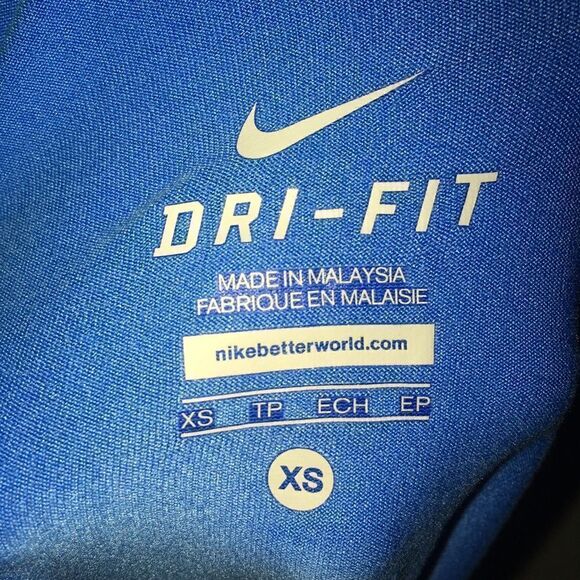 DRI-FIT
MADE IN MALAYSIA
FABRIQUE EN MALAISIE
nikebetterworld.com
XS TP ECH EP
XS